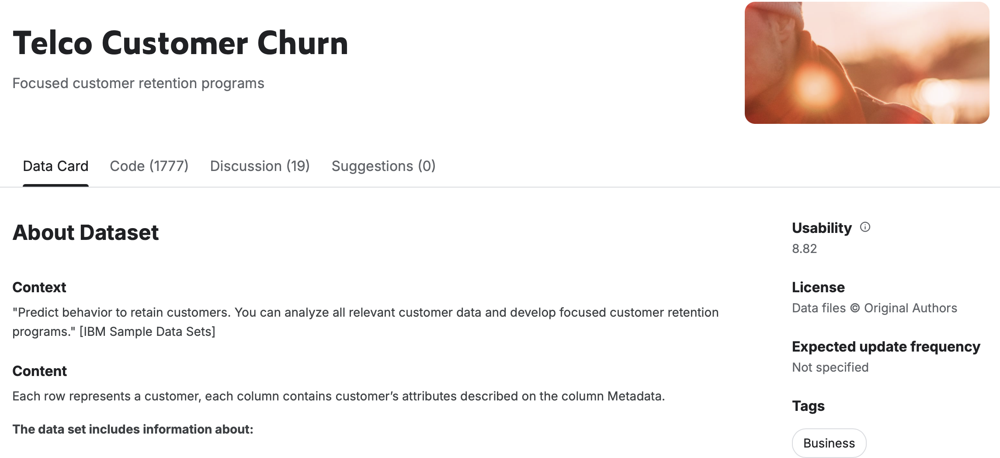 Telco Customer Churn
Focused customer retention programs
Data Card
Code (1777)
Discussion (19)
Suggestions (0)
About Dataset
Context
"Predict behavior to retain customers. You can analyze all relevant customer data and develop focused customer retention
programs." [IBM Sample Data Sets]
Content
Each row represents a customer, each column contains customer’s attributes described on the column Metadata.
The data set includes information about:
Usability
8.82
License
Data files © Original Authors
Expected update frequency
Not specified
Tags
Business